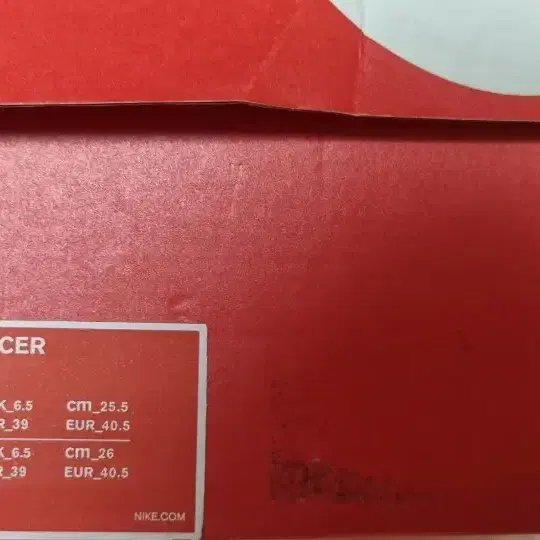 CER
K_6.5 cm_25.5
R_39 EUR_40.5
K_6.5 cm_26
R_39 EUR_40.5
NIKE.COM